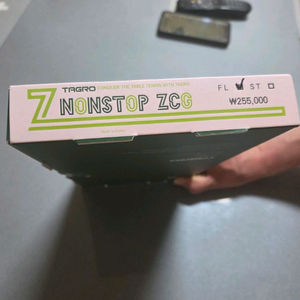 TAGRO CONQUER THE TABLE TENNIS WITH TAGRO
Z NONSTOP ZCG
FL ✓ ST □
₩255,000